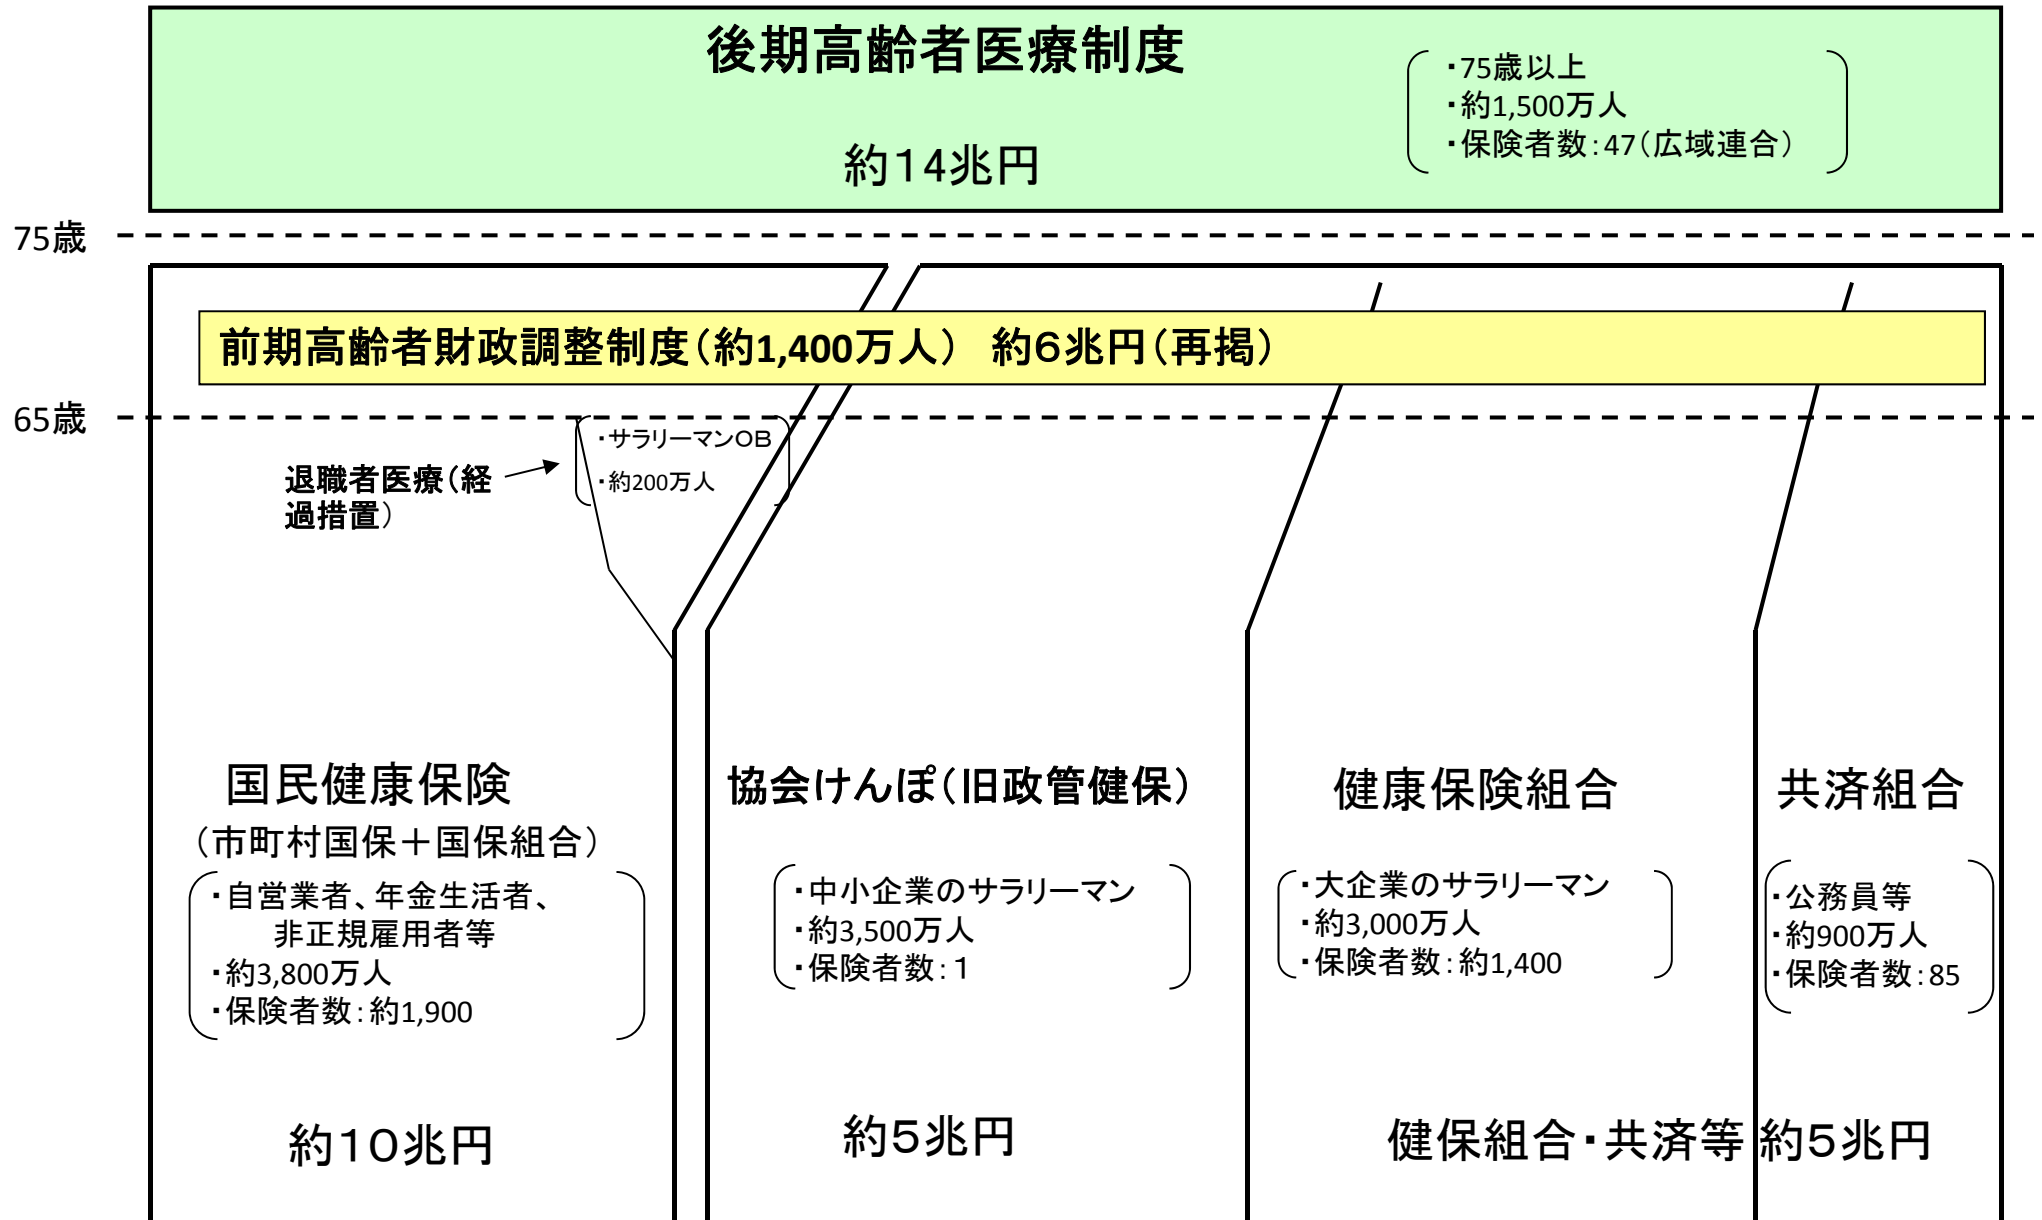 後期高齢者医療制度
・75歳以上
・約1,500万人
・保険者数：47（広域連合）
約14兆円
75歳
前期高齢者財政調整制度（約1,400万人）　約６兆円（再掲）
65歳
・サラリーマンＯＢ
・約200万人
退職者医療（経
過措置）
国民健康保険
（市町村国保＋国保組合）
・自営業者、年金生活者、
非正規雇用者等
・約3,800万人
・保険者数：約1,900
約１０兆円
協会けんぽ（旧政管健保）
・中小企業のサラリーマン
・約3,500万人
・保険者数：１
約５兆円
健康保険組合
・大企業のサラリーマン
・約3,000万人
・保険者数：約1,400
共済組合
・公務員等
・約900万人
・保険者数：85
健保組合・共済等 約５兆円